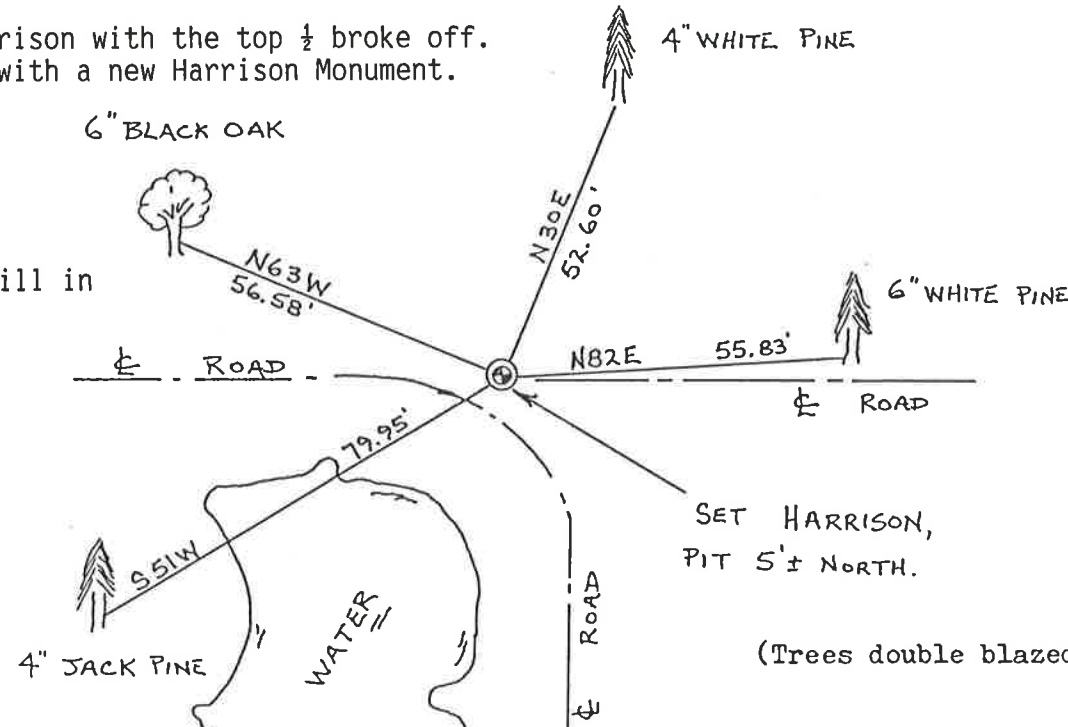 rison with the top ½ broke off.
with a new Harrison Monument.
4" WHITE PINE
6" BLACK OAK
N30E
52.60'
ill in
N63W
56.58'
6" WHITE PINE
N82E 55.83'
℄ ROAD
℄ ROAD
79.95'
SET HARRISON,
PIT 5'± NORTH.
S51W
WATER
℄ ROAD
4" JACK PINE
(Trees double blazed